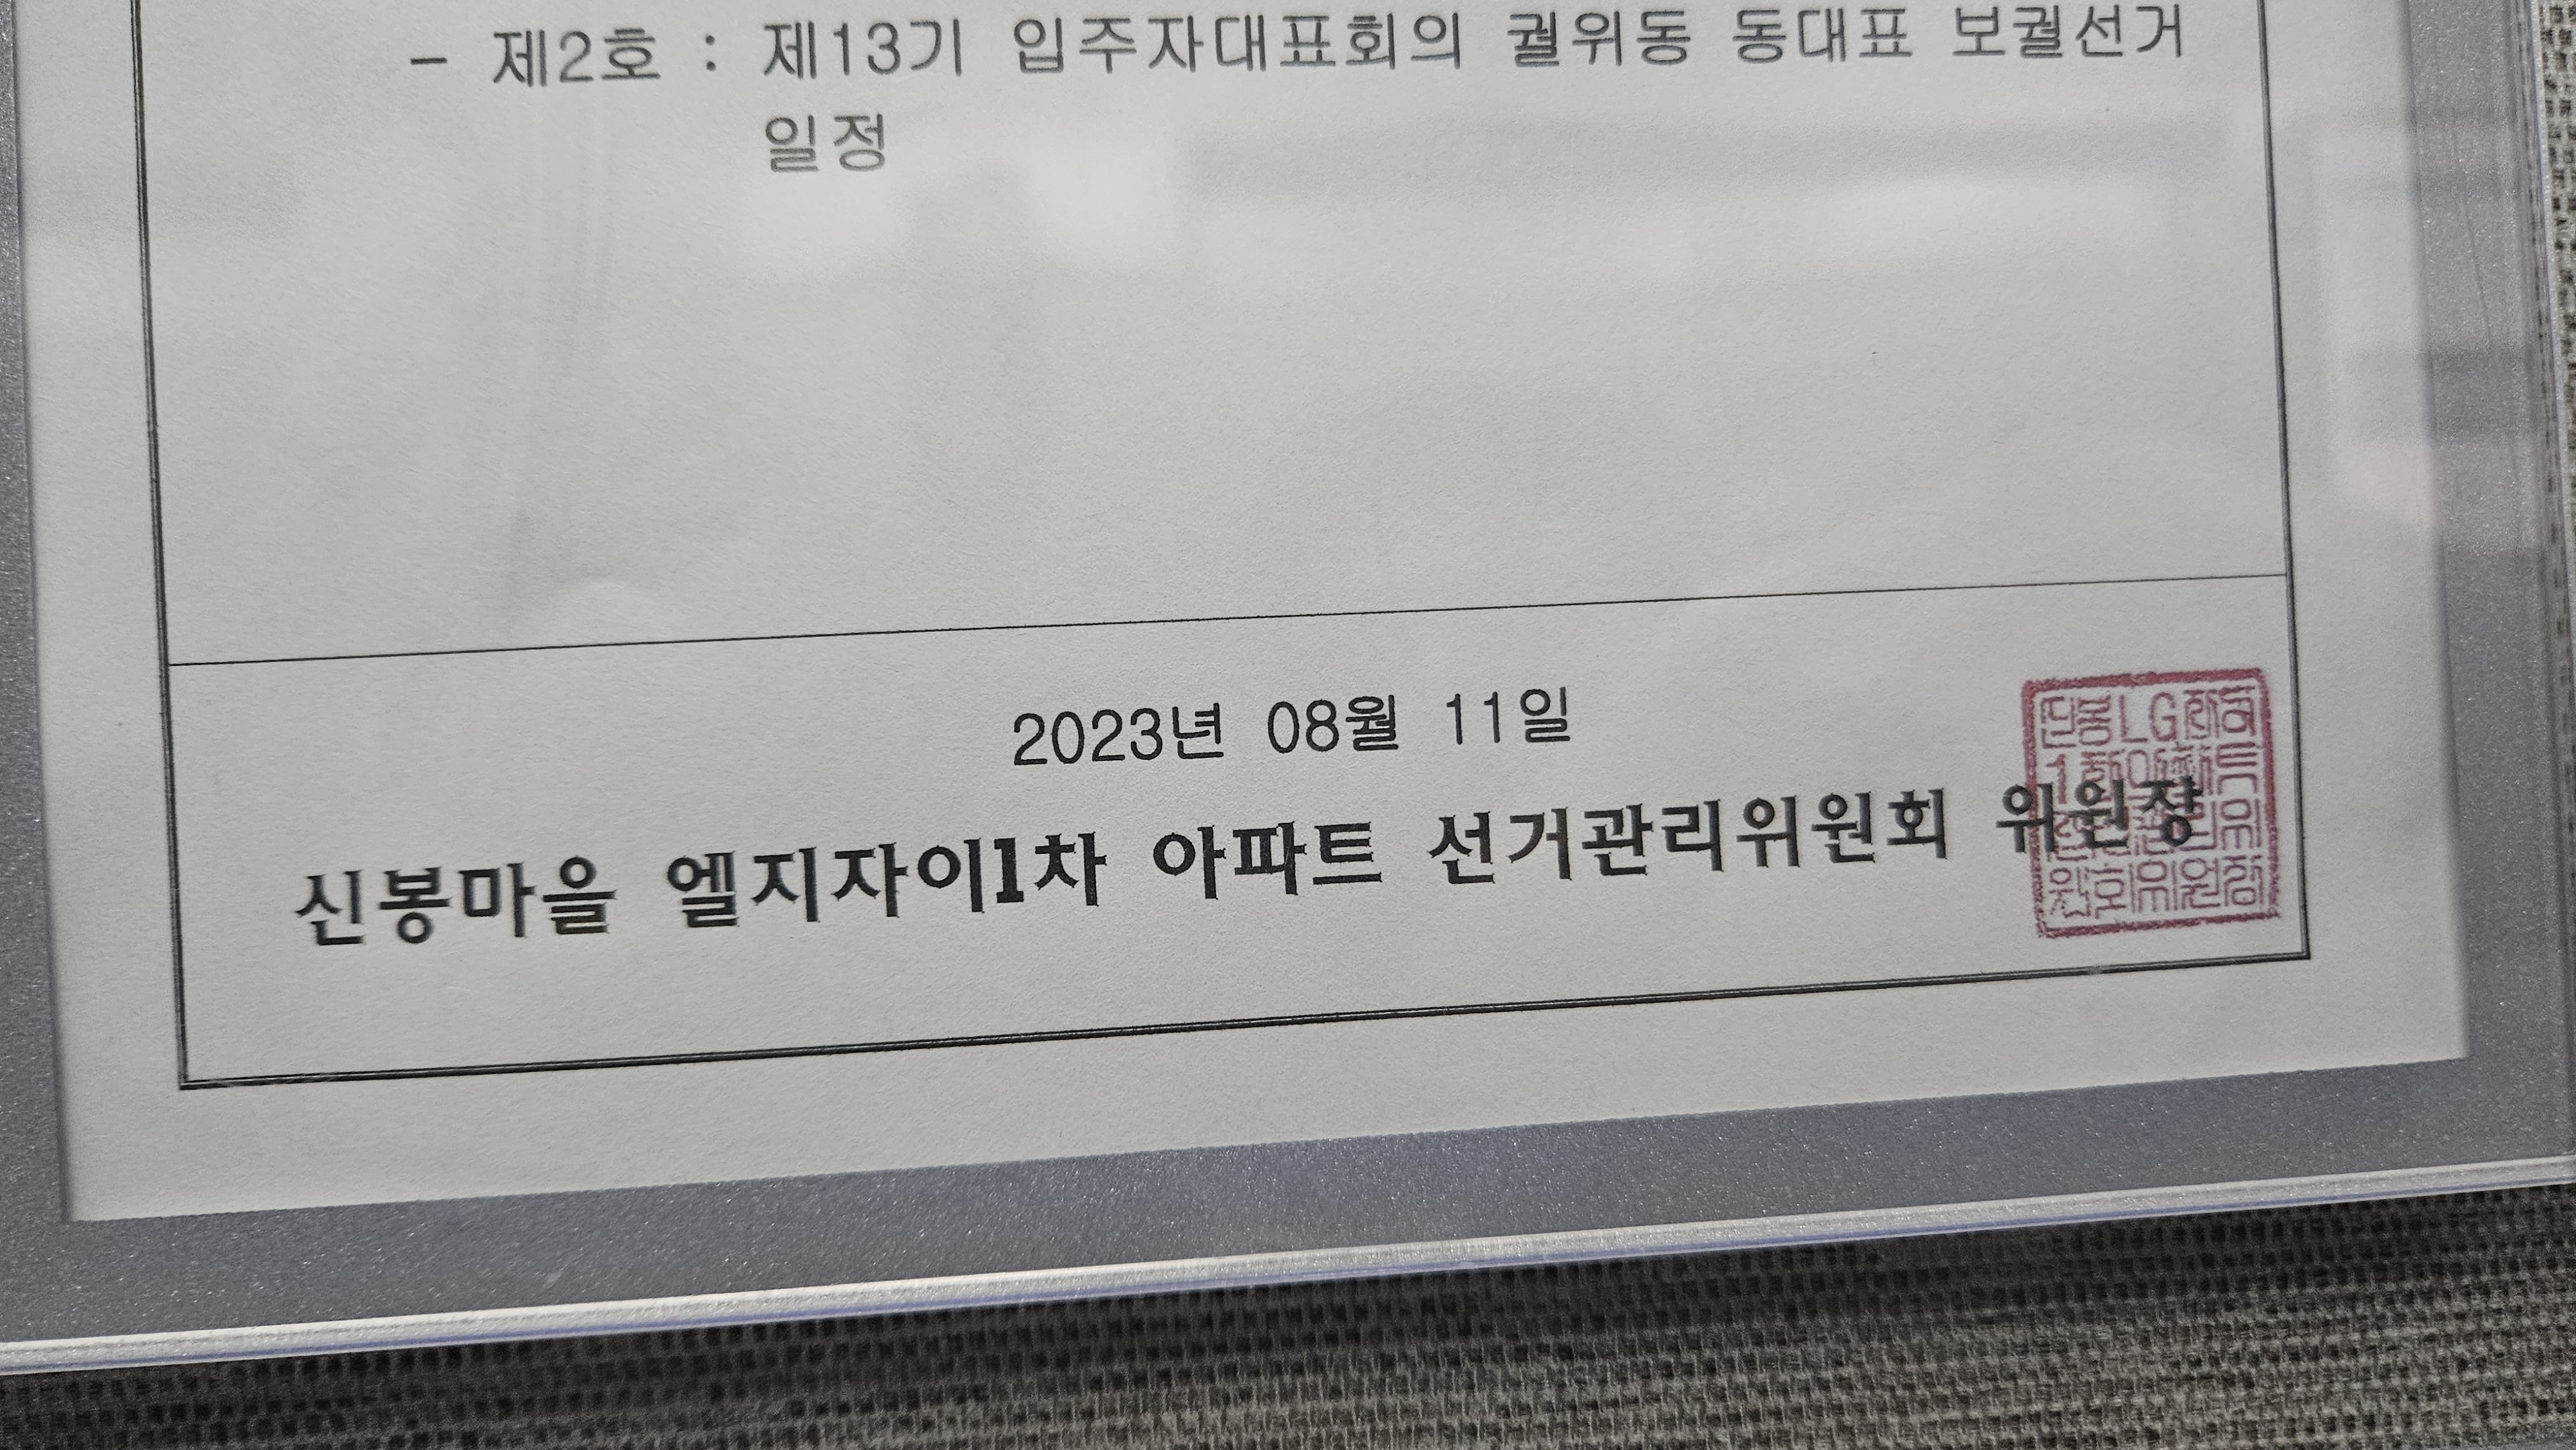 - 제2호 : 제13기 입주자대표회의 궐위동 동대표 보궐선거
일정
2023년 08월 11일
신봉마을 엘지자이1차 아파트 선거관리위원회 위원장
LG